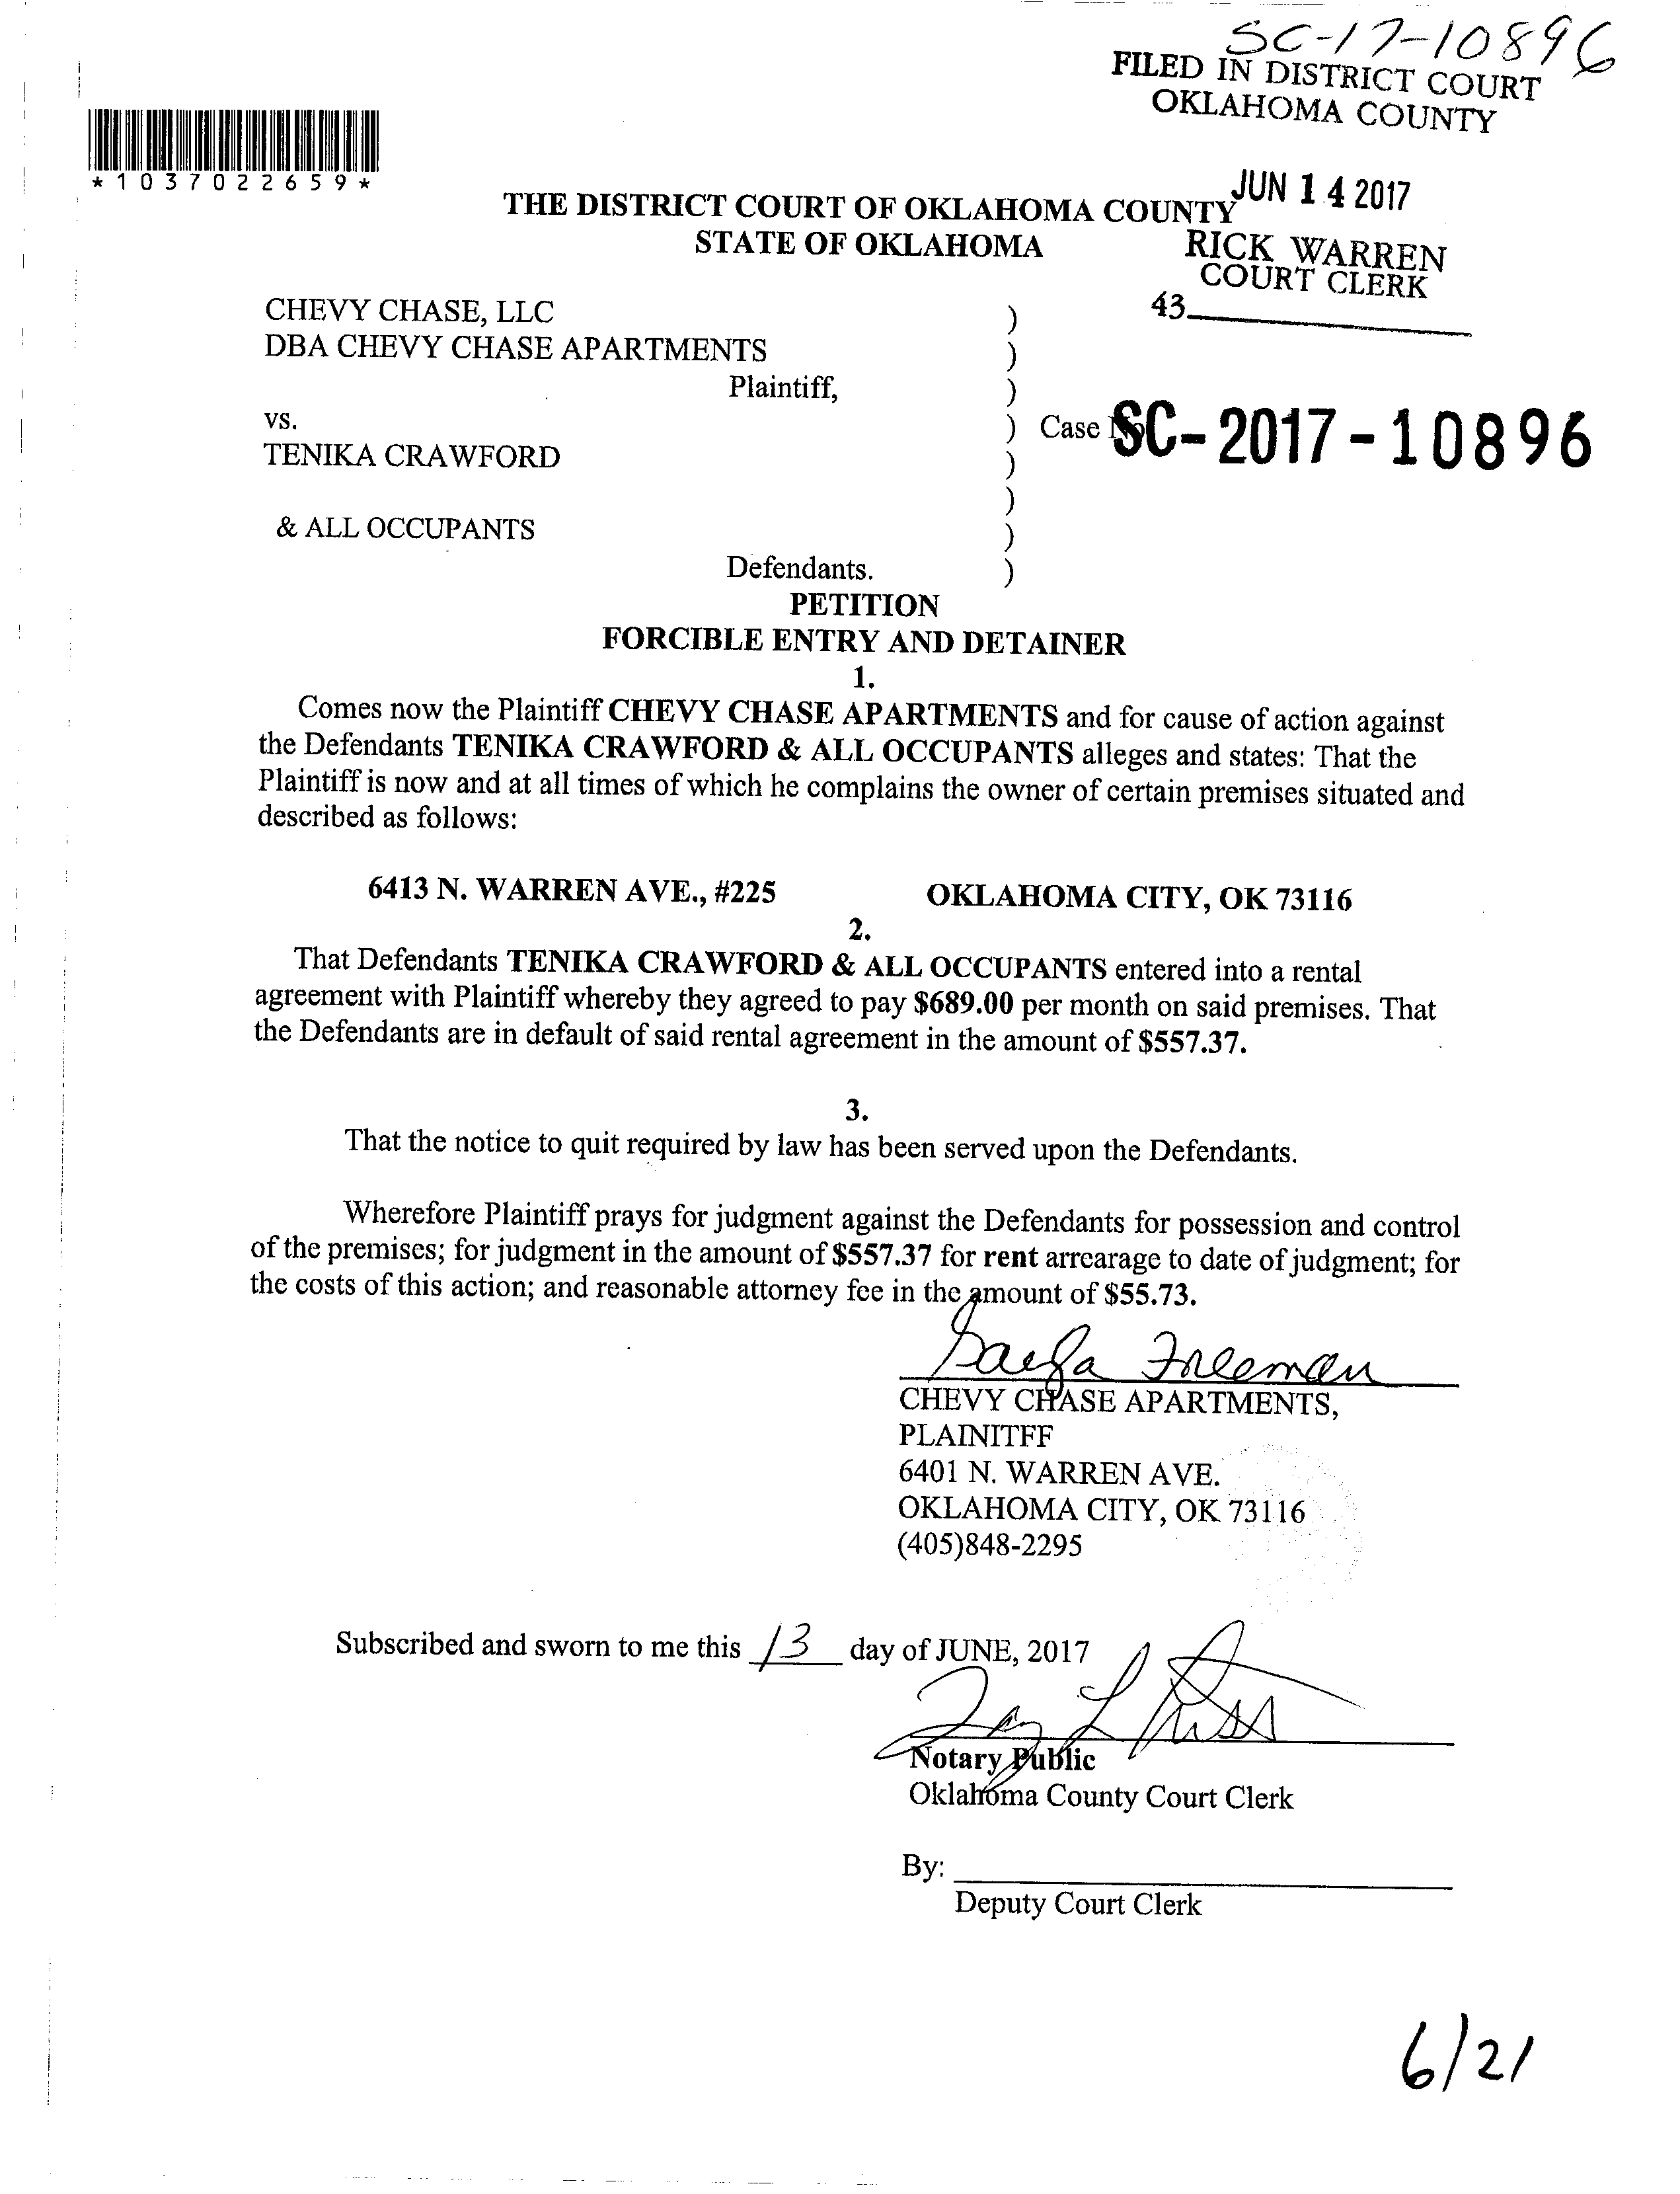 SC-17-10896
FILED IN DISTRICT COURT
OKLAHOMA COUNTY
*1037022659*
JUN 14 2017
THE DISTRICT COURT OF OKLAHOMA COUNTY
STATE OF OKLAHOMA
RICK WARREN
COURT CLERK
43
CHEVY CHASE, LLC )
DBA CHEVY CHASE APARTMENTS )
Plaintiff, )
vs. ) Case No. SC-2017-10896
TENIKA CRAWFORD )
)
& ALL OCCUPANTS )
Defendants. )
PETITION
FORCIBLE ENTRY AND DETAINER
1.
Comes now the Plaintiff CHEVY CHASE APARTMENTS and for cause of action against
the Defendants TENIKA CRAWFORD & ALL OCCUPANTS alleges and states: That the
Plaintiff is now and at all times of which he complains the owner of certain premises situated and
described as follows:
6413 N. WARREN AVE., #225 OKLAHOMA CITY, OK 73116
2.
That Defendants TENIKA CRAWFORD & ALL OCCUPANTS entered into a rental
agreement with Plaintiff whereby they agreed to pay $689.00 per month on said premises. That
the Defendants are in default of said rental agreement in the amount of $557.37.
3.
That the notice to quit required by law has been served upon the Defendants.
Wherefore Plaintiff prays for judgment against the Defendants for possession and control
of the premises; for judgment in the amount of $557.37 for rent arrearage to date of judgment; for
the costs of this action; and reasonable attorney fee in the amount of $55.73.
Freeman
CHEVY CHASE APARTMENTS,
PLAINITFF
6401 N. WARREN AVE.
OKLAHOMA CITY, OK 73116
(405)848-2295
Subscribed and sworn to me this 13 day of JUNE, 2017
Notary Public
Oklahoma County Court Clerk
By:
Deputy Court Clerk
6/21